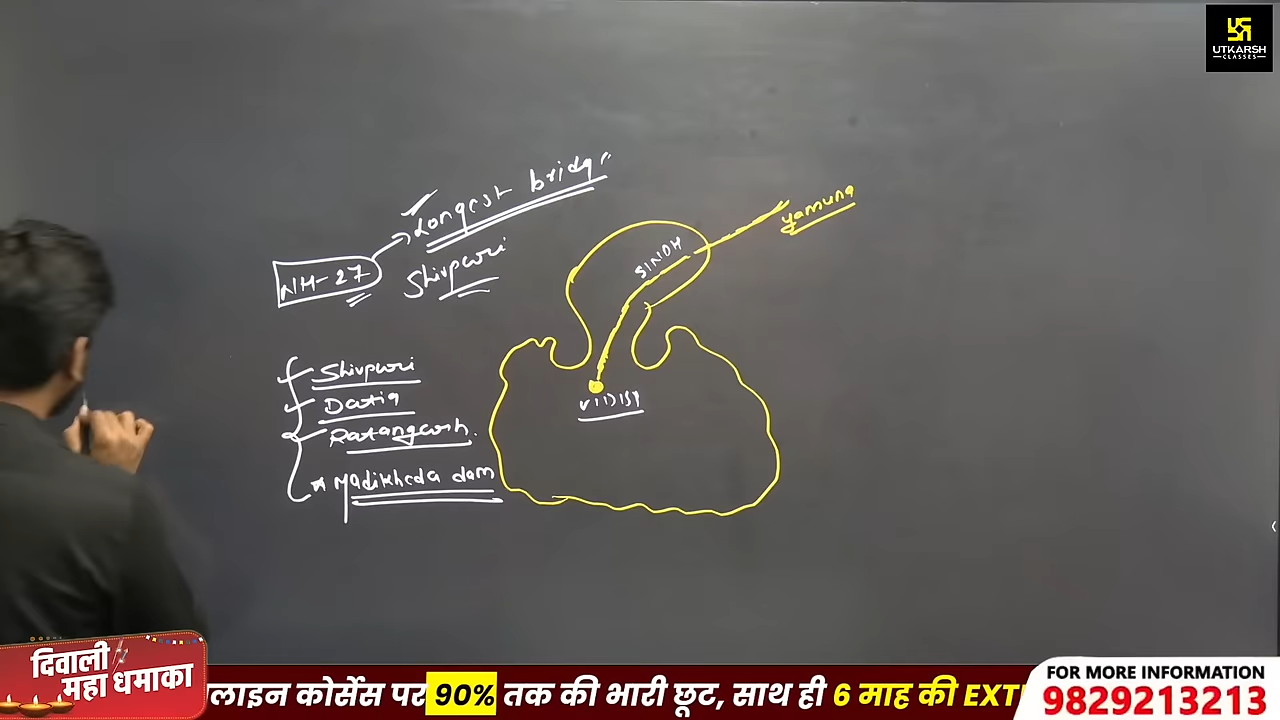 UTKARSH
CLASSES
Longest bridge
NH-27
Shivpuri
SINDH
yamuna
Shivpuri
Datia
Ratangarh.
* Madikheda dam
VIDISH
दिवाली
महा धमाका
लाइन कोर्सेस पर 90% तक की भारी छूट, साथ ही 6 माह की EXT
FOR MORE INFORMATION
9829213213